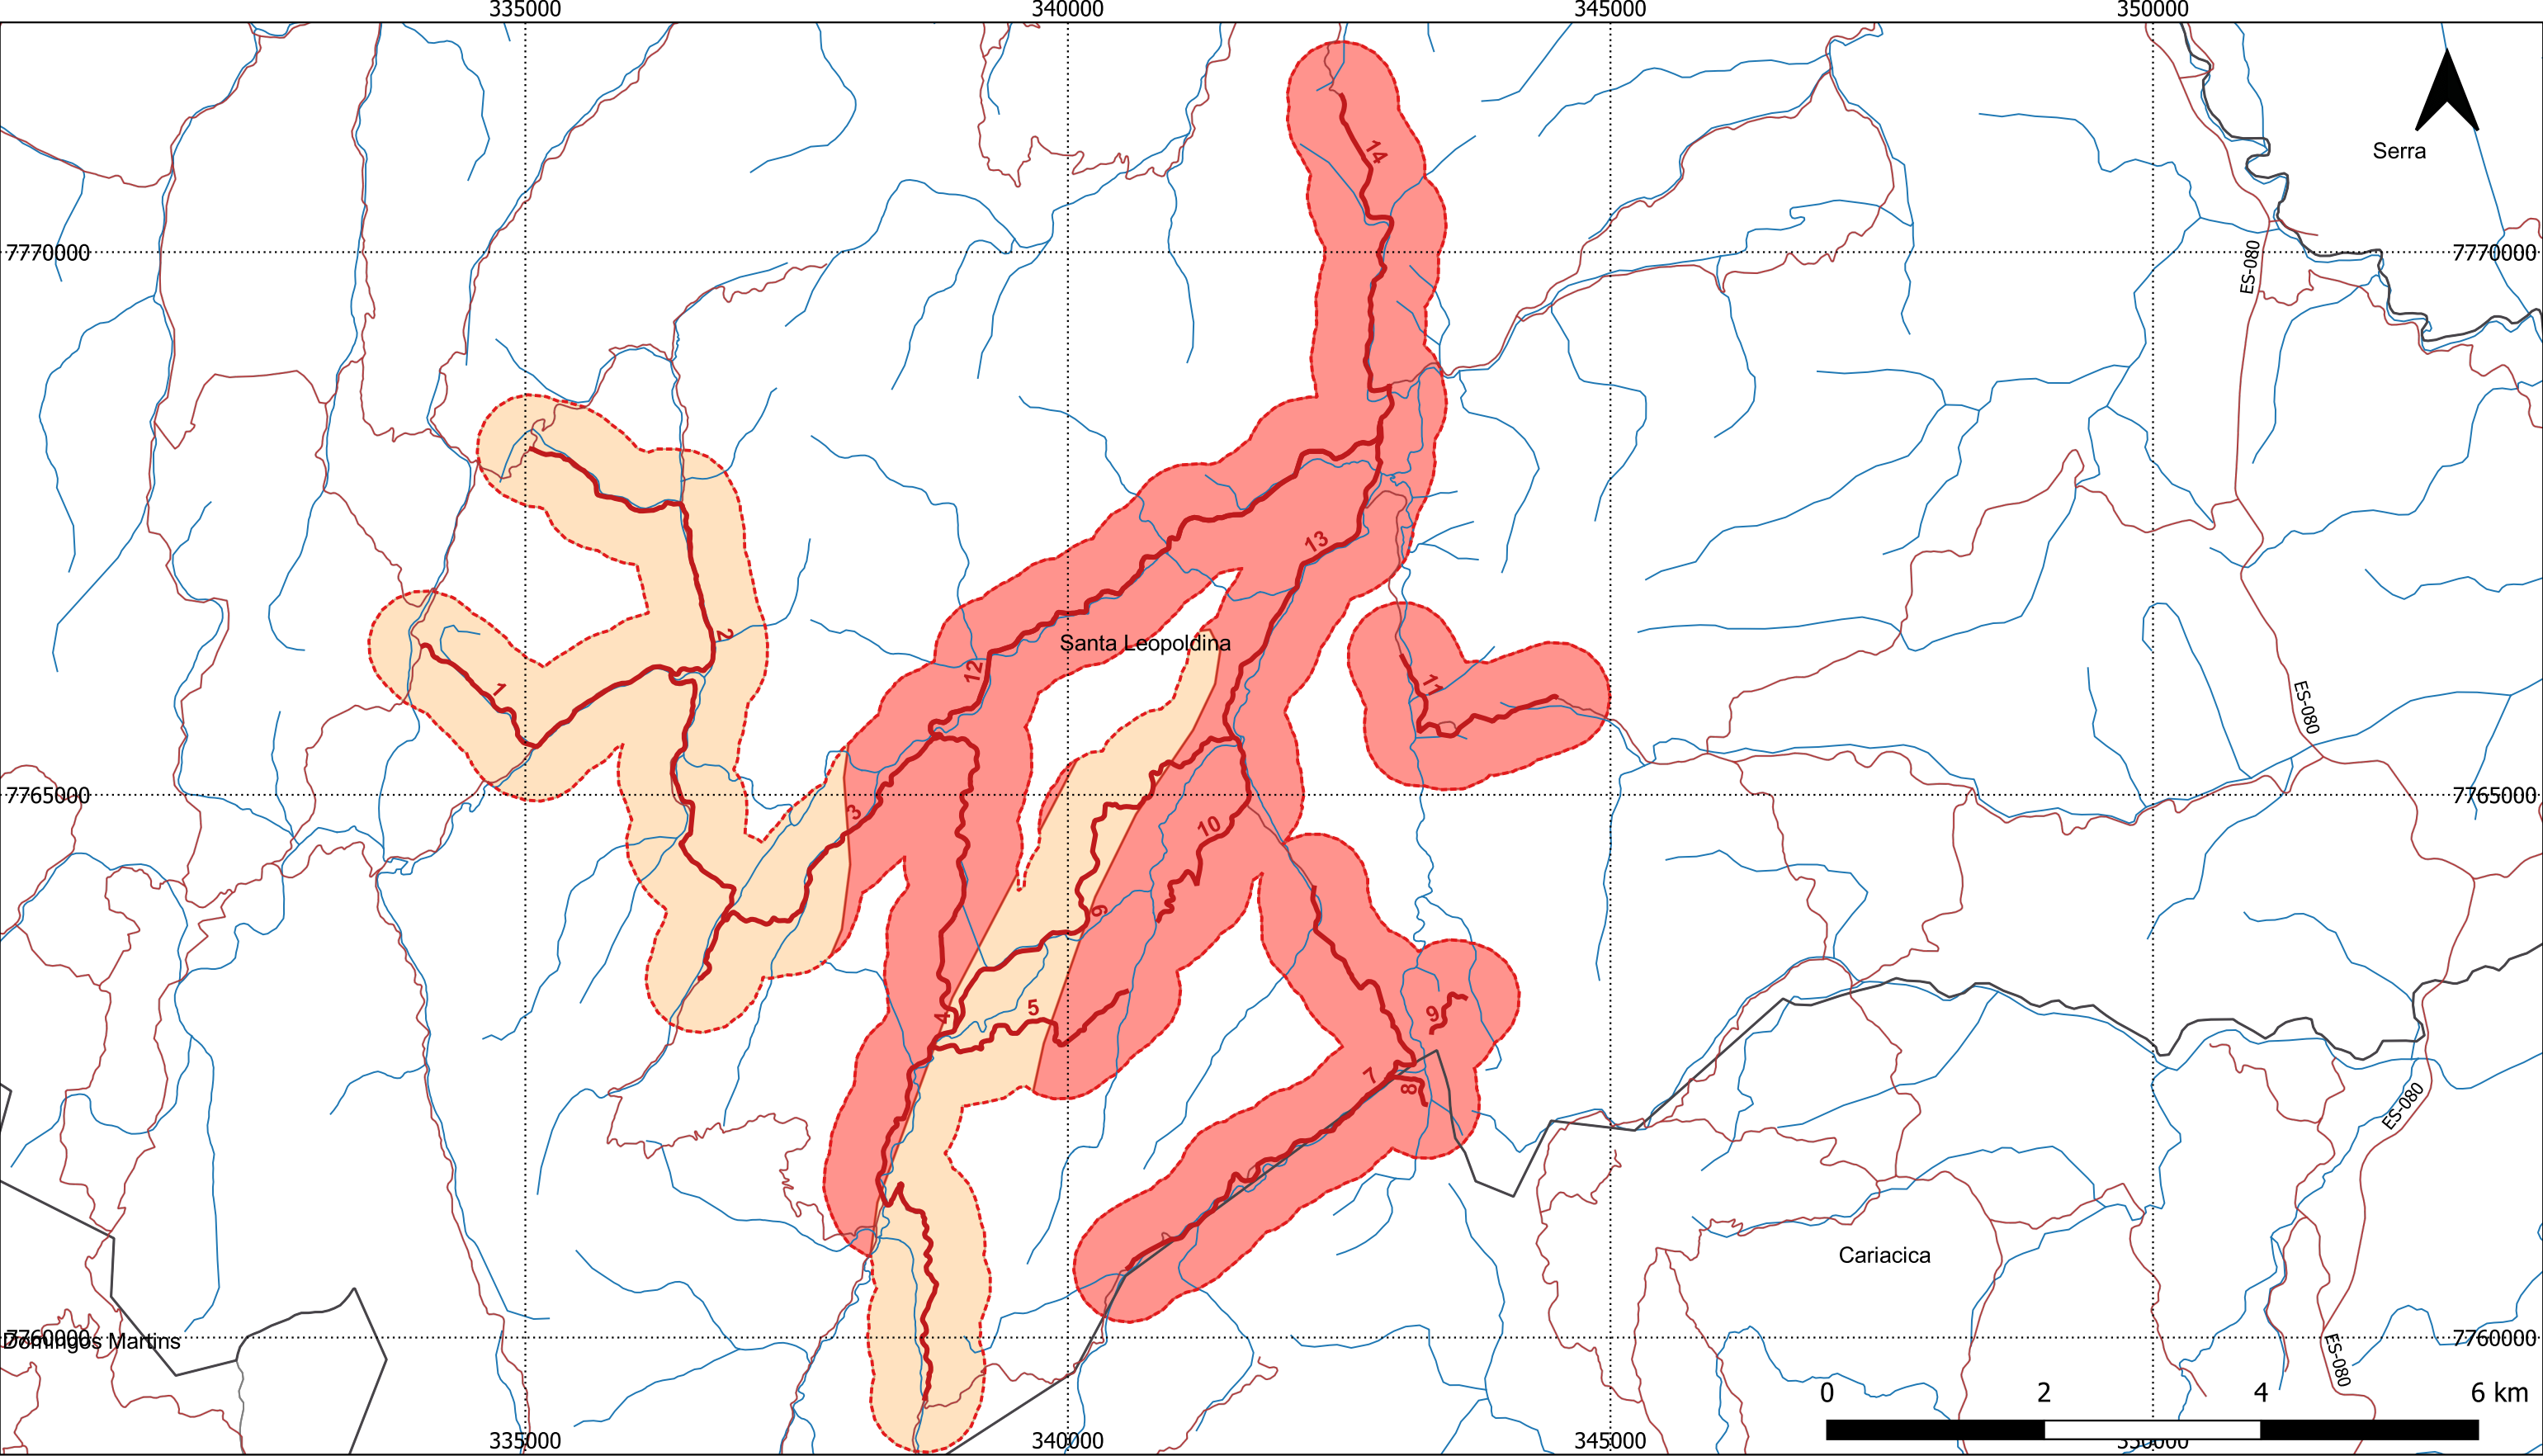 335000 340000 345000 350000
Serra
14
7770000 7770000
ES-080
13
2
Santa Leopoldina
12
1
11
ES-080
7765000 7765000
3
10
6
4
5
9
7
8
ES-080
Cariacica
Domingos Martins
7760000 7760000
ES-080
0 2 4 6 km
335000 340000 345000 350000